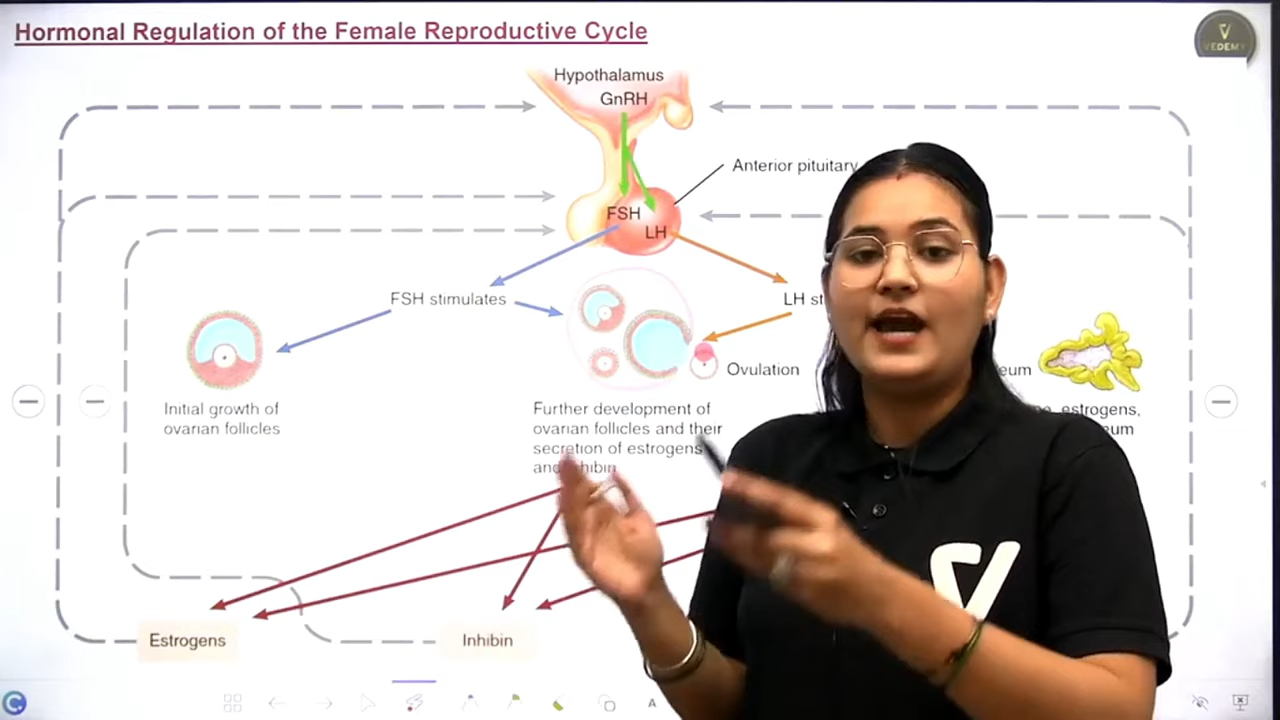 Hormonal Regulation of the Female Reproductive Cycle
VEDEMY
Hypothalamus
GnRH
Anterior pituitary
FSH
LH
FSH stimulates
LH st
Ovulation
eum
Initial growth of
ovarian follicles
Further development of
ovarian follicles and their
secretion of estrogens
and hibin
estrogens,
eum
Estrogens
Inhibin
A